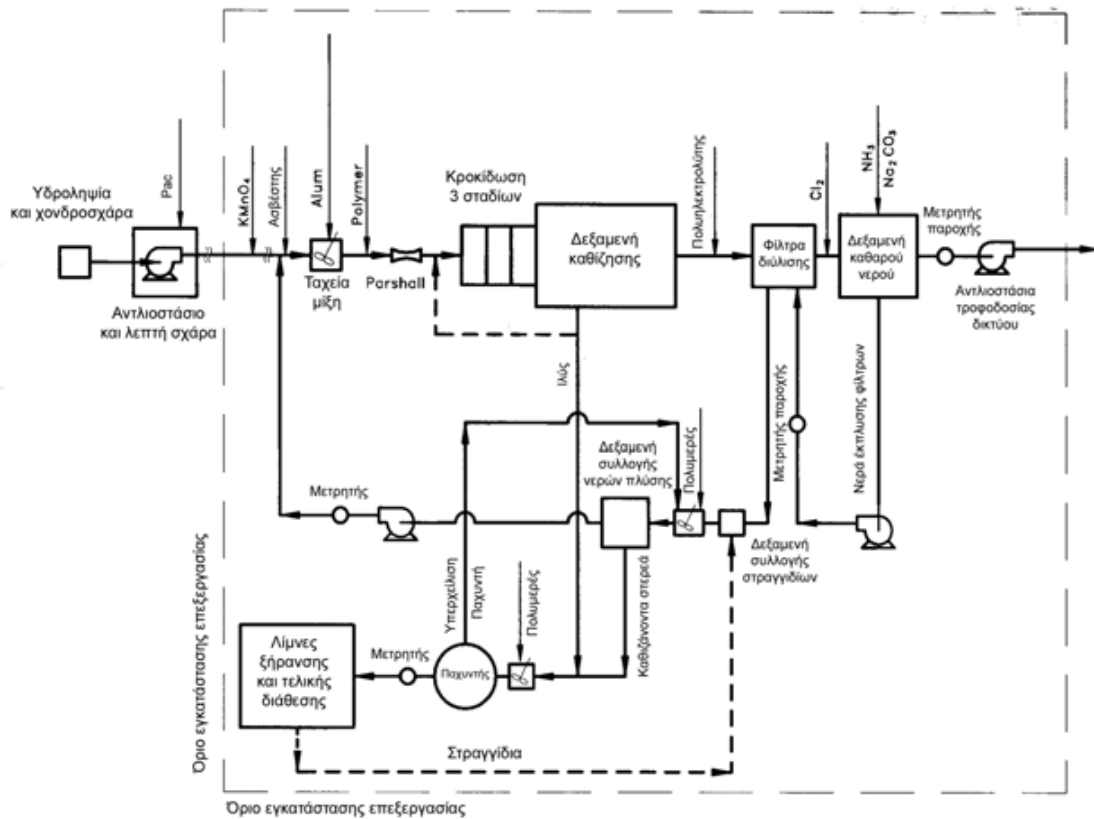 Υδροληψία
και χονδροσχάρα
Pac
Αντλιοστάσιο
και λεπτή σχάρα
KMnO4
Ασβέστης
Alum
Ταχεία
μίξη
Polymer
Parshall
Κροκίδωση
3 σταδίων
Δεξαμενή
καθίζησης
Πολυηλεκτρολύτης
Φίλτρα
διύλισης
Cl2
NH3
Na2 CO3
Δεξαμενή
καθαρού
νερού
Μετρητής
παροχής
Αντλιοστάσια
τροφοδοσίας
δικτύου
Ιλύς
Μετρητής παροχής
Νερά έκπλυσης φίλτρων
Δεξαμενή
συλλογής
νερών πλύσης
Πολυμερές
Μετρητής
Δεξαμενή
συλλογής
στραγγιδίων
Υπερχείλιση
Παχυντή
Πολυμερές
Καθιζάνοντα στερεά
Λίμνες
ξήρανσης
και τελικής
διάθεσης
Μετρητής
Παχυντής
Στραγγίδια
Όριο εγκατάστασης επεξεργασίας
Όριο εγκατάστασης επεξεργασίας